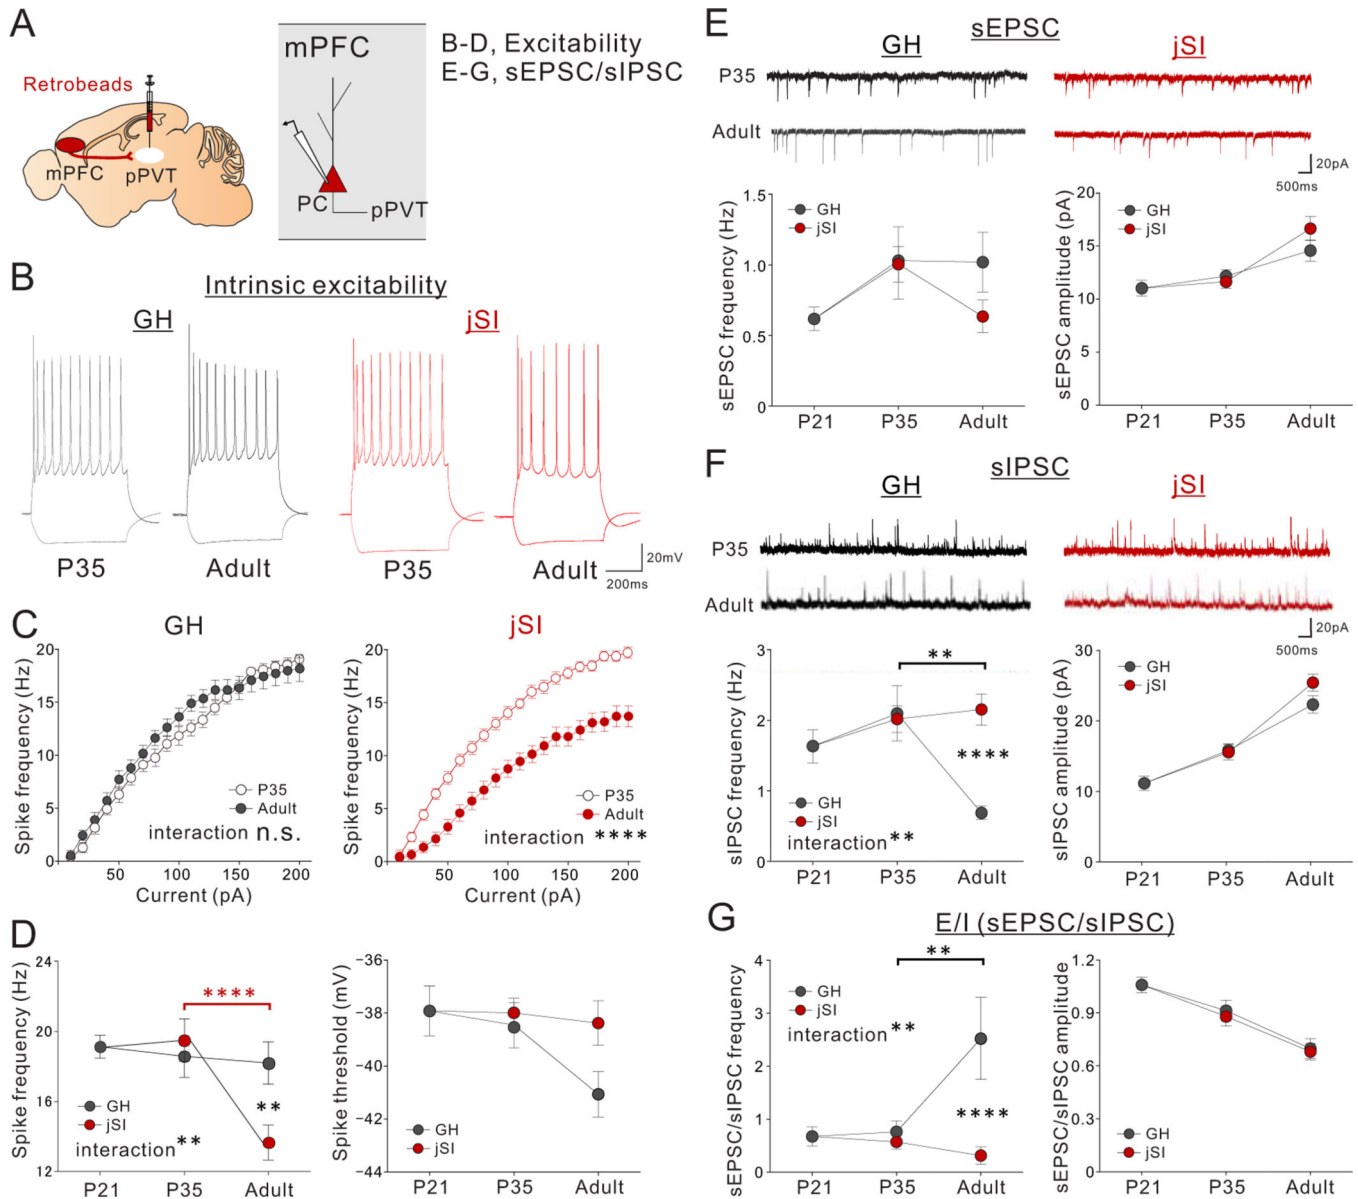 A
Retrobeads
mPFC
pPVT
mPFC
PC
pPVT
B-D, Excitability
E-G, sEPSC/sIPSC
B
Intrinsic excitability
GH
jSI
P35
Adult
P35
Adult
20mV
200ms
C
GH
Spike frequency (Hz)
20
15
10
5
0
P35
Adult
interaction n.s.
50
100
150
200
Current (pA)
jSI
Spike frequency (Hz)
20
15
10
5
0
P35
Adult
interaction ****
50
100
150
200
Current (pA)
D
Spike frequency (Hz)
24
20
16
12
****
**
GH
jSI
interaction **
P21
P35
Adult
Spike threshold (mV)
−36
−38
−40
−42
−44
GH
jSI
P21
P35
Adult
E
sEPSC
GH
jSI
P35
Adult
20pA
500ms
sEPSC frequency (Hz)
1.5
1.0
0.5
0
GH
jSI
P21
P35
Adult
sEPSC amplitude (pA)
20
15
10
5
0
GH
jSI
P21
P35
Adult
F
sIPSC
GH
jSI
P35
Adult
20pA
500ms
sIPSC frequency (Hz)
3
2
1
0
**
****
GH
jSI
interaction **
P21
P35
Adult
sIPSC amplitude (pA)
30
20
10
0
GH
jSI
P21
P35
Adult
G
E/I (sEPSC/sIPSC)
sEPSC/sIPSC frequency
4
3
2
1
0
**
GH
jSI
interaction **
****
P21
P35
Adult
sEPSC/sIPSC amplitude
1.2
0.9
0.6
0.3
0
GH
jSI
P21
P35
Adult